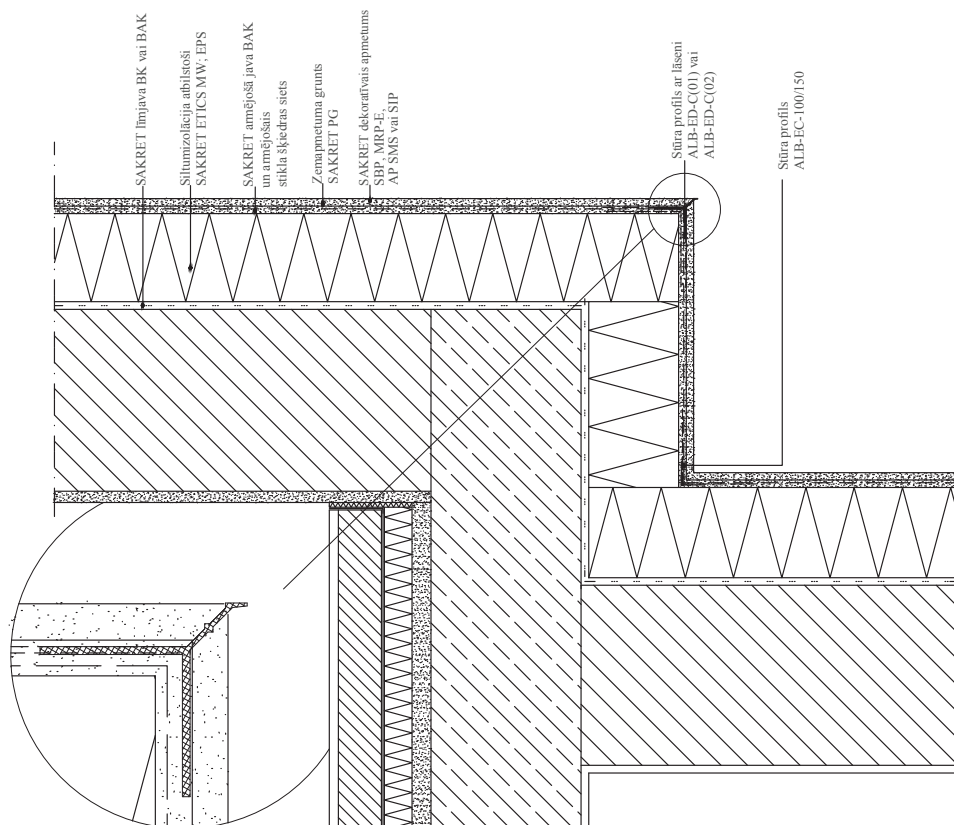 SAKRET līmjava BK vai BAK
Siltumizolācija atbilstoši
SAKRET ETICS MW; EPS
SAKRET armējošā java BAK
un armējošais
stikla šķiedras siets
Zemapmetuma grunts
SAKRET PG
SAKRET dekoratīvais apmetums
SBP, MRP-E,
AP SMS vai SIP
Stūra profils ar lāseni
ALB-ED-C(01) vai
ALB-ED-C(02)
Stūra profils
ALB-EC-100/150